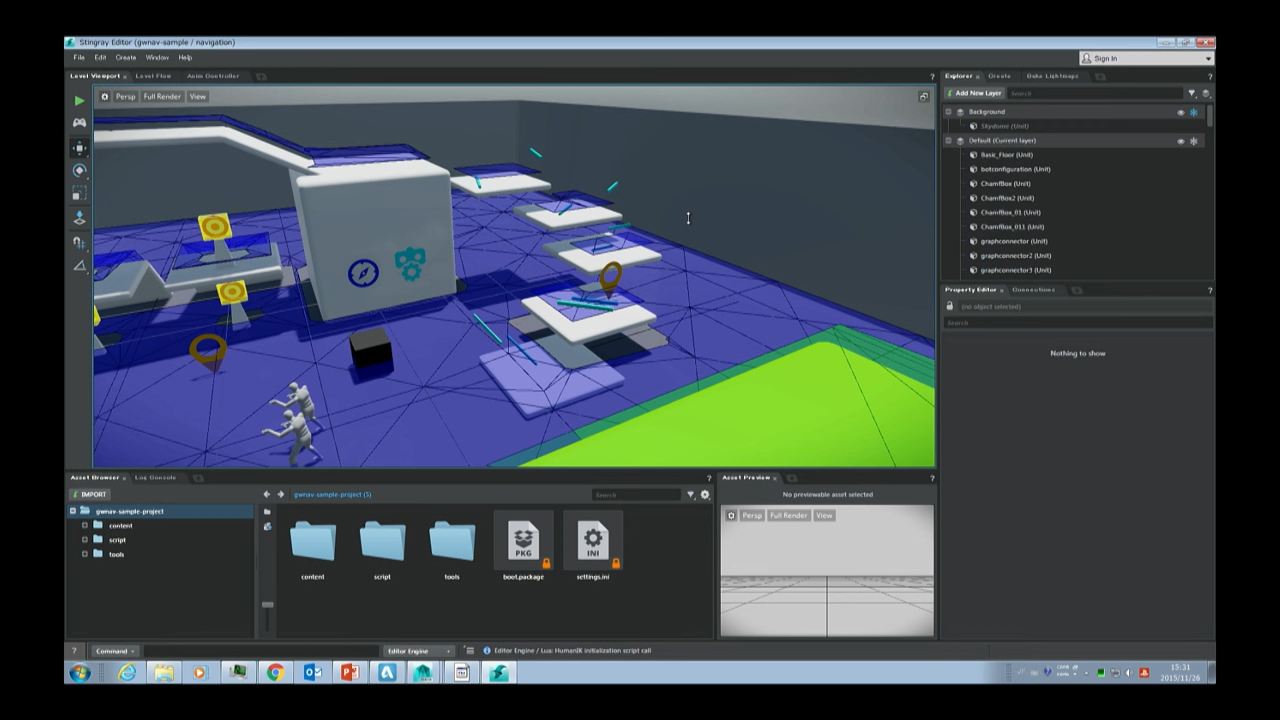 Stingray Editor (gwnav-sample / navigation)
File Edit Create Window Help
Sign In
Level Viewport Level Flow Anim Controller ?
Explorer Create Bake Lightmaps ?
Persp Full Render View
Add New Layer Search
Background
Skydome (Unit)
Default (Current layer)
Basic_Floor (Unit)
botconfiguration (Unit)
ChamfBox (Unit)
ChamfBox2 (Unit)
ChamfBox_01 (Unit)
ChamfBox_011 (Unit)
graphconnector (Unit)
graphconnector2 (Unit)
graphconnector3 (Unit)
Property Editor Connections ?
(no object selected)
Search
Nothing to show
Asset Browser Log Console ?
IMPORT
gwnav-sample-project (5)
Search
gwnav-sample-project
content
script
tools
content
script
tools
PKG
boot.package
INI
settings.ini
Asset Preview ?
No previewable asset selected
Persp Full Render View
? Command
Editor Engine
Editor Engine / Lua: HumanIK initialization script call
15:31
2015/11/26